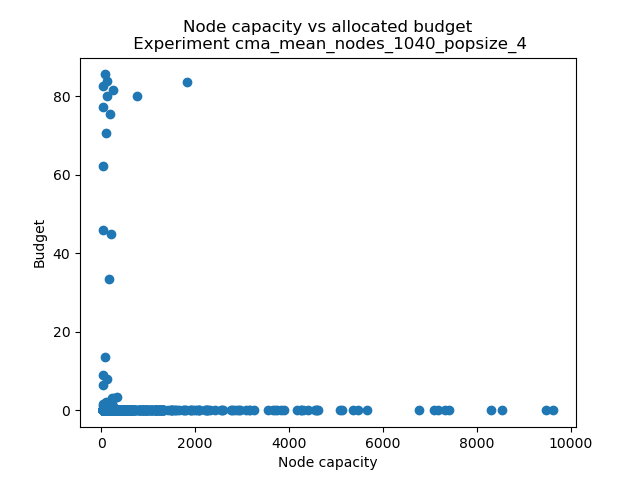 Node capacity vs allocated budget
Experiment cma_mean_nodes_1040_popsize_4
80
60
40
20
0
Budget
0 2000 4000 6000 8000 10000
Node capacity